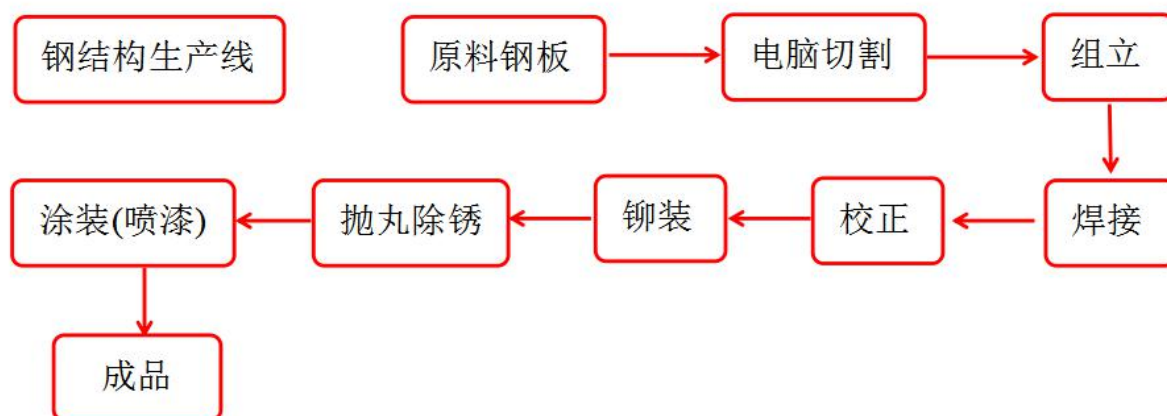 钢结构生产线
原料钢板
电脑切割
组立
焊接
校正
铆装
抛丸除锈
涂装(喷漆)
成品